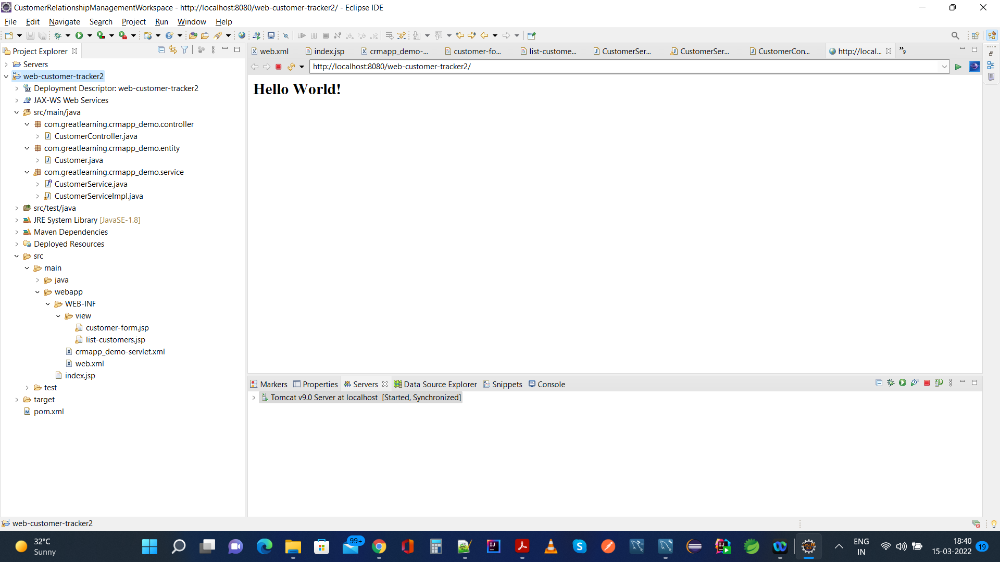 CustomerRelationshipManagementWorkspace - http://localhost:8080/web-customer-tracker2/ - Eclipse IDE
File Edit Navigate Search Project Run Window Help
Project Explorer
Servers
web-customer-tracker2
Deployment Descriptor: web-customer-tracker2
JAX-WS Web Services
src/main/java
com.greatlearning.crmapp_demo.controller
CustomerController.java
com.greatlearning.crmapp_demo.entity
Customer.java
com.greatlearning.crmapp_demo.service
CustomerService.java
CustomerServiceImpl.java
src/test/java
JRE System Library [JavaSE-1.8]
Maven Dependencies
Deployed Resources
src
main
java
webapp
WEB-INF
view
customer-form.jsp
list-customers.jsp
crmapp_demo-servlet.xml
web.xml
index.jsp
test
target
pom.xml
web.xml index.jsp crmapp_demo-... customer-fo... list-custome... CustomerSer... CustomerSer... CustomerCon... http://local... »9
http://localhost:8080/web-customer-tracker2/
Hello World!
Markers Properties Servers Data Source Explorer Snippets Console
Tomcat v9.0 Server at localhost [Started, Synchronized]
web-customer-tracker2
32°C
Sunny
99+
ENG
IN
18:40
15-03-2022
19